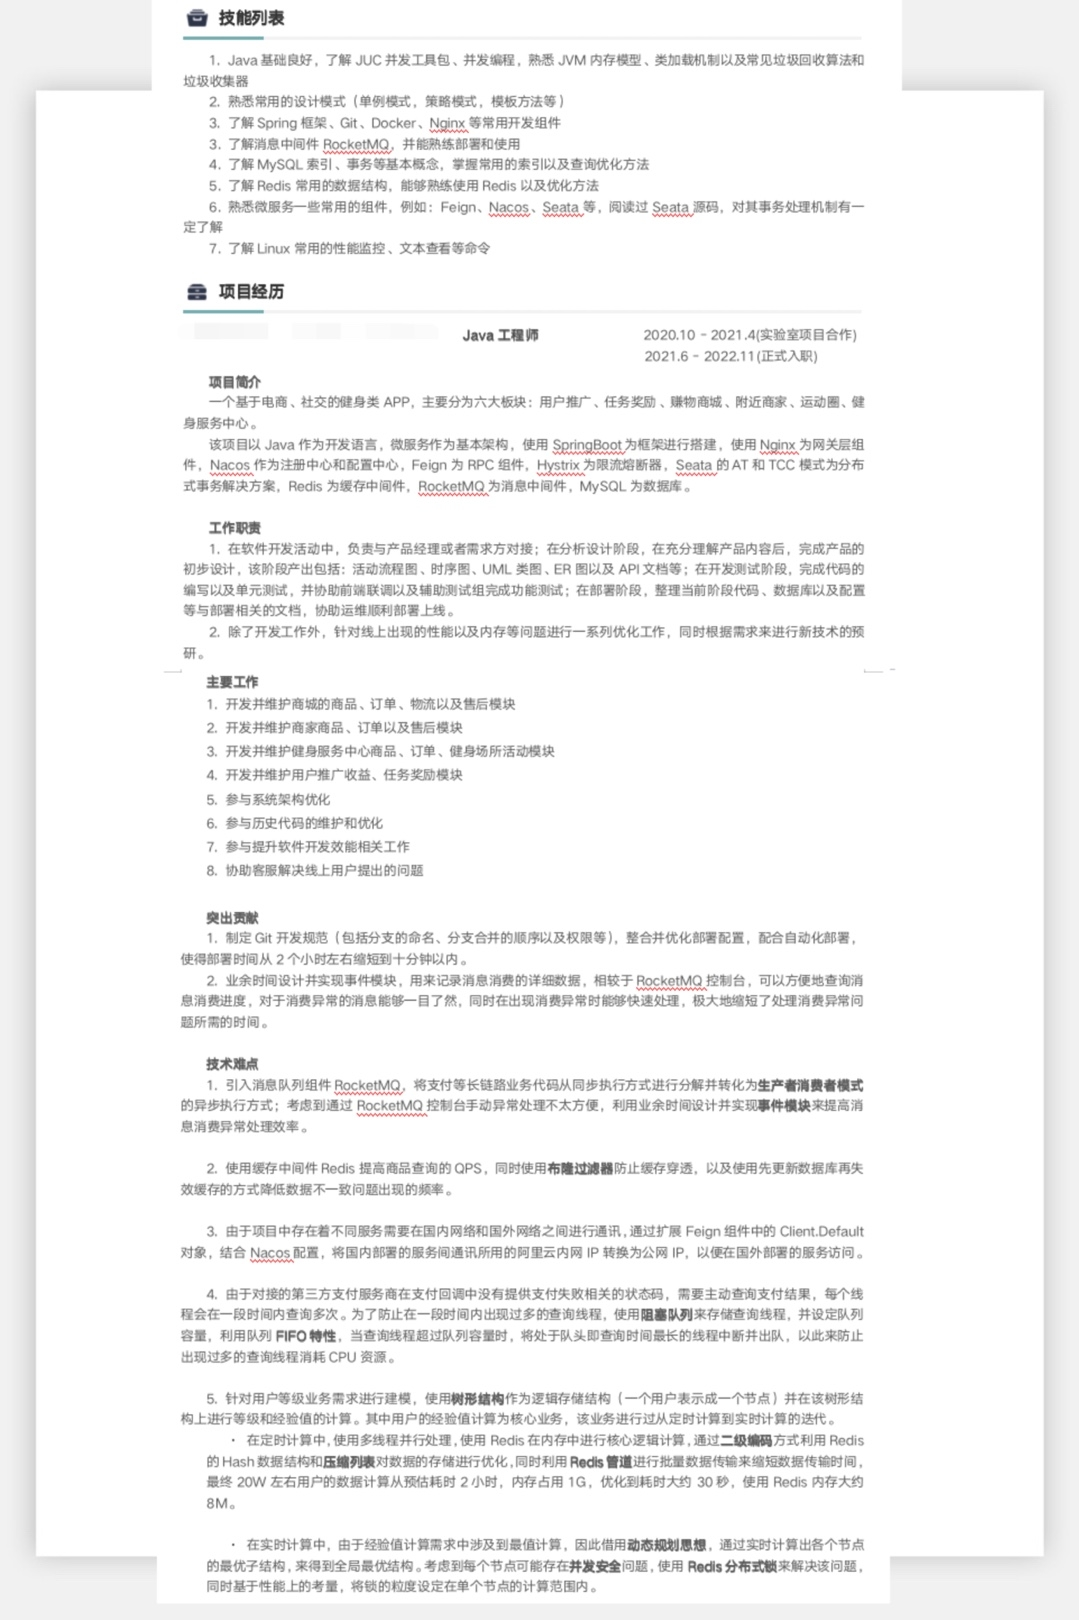 技能列表
1. Java 基础良好，了解 JUC 并发工具包、并发编程，熟悉 JVM 内存模型、类加载机制以及常见垃圾回收算法和
垃圾收集器
2. 熟悉常用的设计模式（单例模式，策略模式，模板方法等）
3. 了解 Spring 框架、Git、Docker、Nginx 等常用开发组件
3. 了解消息中间件 RocketMQ，并能熟练部署和使用
4. 了解 MySQL 索引、事务等基本概念，掌握常用的索引以及查询优化方法
5. 了解 Redis 常用的数据结构，能够熟练使用 Redis 以及优化方法
6. 熟悉微服务一些常用的组件，例如：Feign、Nacos、Seata 等，阅读过 Seata 源码，对其事务处理机制有一
定了解
7. 了解 Linux 常用的性能监控、文本查看等命令
项目经历
Java 工程师 2020.10 - 2021.4(实验室项目合作)
2021.6 - 2022.11(正式入职)
项目简介
一个基于电商、社交的健身类 APP，主要分为六大板块：用户推广、任务奖励、赚物商城、附近商家、运动圈、健
身服务中心。
该项目以 Java 作为开发语言，微服务作为基本架构，使用 SpringBoot 为框架进行搭建，使用 Nginx 为网关层组
件，Nacos 作为注册中心和配置中心，Feign 为 RPC 组件，Hystrix 为限流熔断器，Seata 的 AT 和 TCC 模式为分布
式事务解决方案，Redis 为缓存中间件，RocketMQ 为消息中间件，MySQL 为数据库。
工作职责
1. 在软件开发活动中，负责与产品经理或者需求方对接；在分析设计阶段，在充分理解产品内容后，完成产品的
初步设计，该阶段产出包括：活动流程图、时序图、UML 类图、ER 图以及 API 文档等；在开发测试阶段，完成代码的
编写以及单元测试，并协助前端联调以及辅助测试组完成功能测试；在部署阶段，整理当前阶段代码、数据库以及配置
等与部署相关的文档，协助运维顺利部署上线。
2. 除了开发工作外，针对线上出现的性能以及内存等问题进行一系列优化工作，同时根据需求来进行新技术的预
研。
主要工作
1. 开发并维护商城的商品、订单、物流以及售后模块
2. 开发并维护商家商品、订单以及售后模块
3. 开发并维护健身服务中心商品、订单、健身场所活动模块
4. 开发并维护用户推广收益、任务奖励模块
5. 参与系统架构优化
6. 参与历史代码的维护和优化
7. 参与提升软件开发效能相关工作
8. 协助客服解决线上用户提出的问题
突出贡献
1. 制定 Git 开发规范（包括分支的命名、分支合并的顺序以及权限等），整合并优化部署配置，配合自动化部署，
使得部署时间从 2 个小时左右缩短到十分钟以内。
2. 业余时间设计并实现事件模块，用来记录消息消费的详细数据，相较于 RocketMQ 控制台，可以方便地查询消
息消费进度，对于消费异常的消息能够一目了然，同时在出现消费异常时能够快速处理，极大地缩短了处理消费异常问
题所需的时间。
技术难点
1. 引入消息队列组件 RocketMQ，将支付等长链路业务代码从同步执行方式进行分解并转化为生产者消费者模式
的异步执行方式；考虑到通过 RocketMQ 控制台手动异常处理不太方便，利用业余时间设计并实现事件模块来提高消
息消费异常处理效率。
2. 使用缓存中间件 Redis 提高商品查询的 QPS，同时使用布隆过滤器防止缓存穿透，以及使用先更新数据库再失
效缓存的方式降低数据不一致问题出现的频率。
3. 由于项目中存在着不同服务需要在国内网络和国外网络之间进行通讯，通过扩展 Feign 组件中的 Client.Default
对象，结合 Nacos 配置，将国内部署的服务间通讯所用的阿里云内网 IP 转换为公网 IP，以便在国外部署的服务访问。
4. 由于对接的第三方支付服务商在支付回调中没有提供支付失败相关的状态码，需要主动查询支付结果，每个线
程会在一段时间内查询多次。为了防止在一段时间内出现过多的查询线程，使用阻塞队列来存储查询线程，并设定队列
容量，利用队列 FIFO 特性，当查询线程超过队列容量时，将处于队头即查询时间最长的线程中断并出队，以此来防止
出现过多的查询线程消耗 CPU 资源。
5. 针对用户等级业务需求进行建模，使用树形结构作为逻辑存储结构（一个用户表示成一个节点）并在该树形结
构上进行等级和经验值的计算。其中用户的经验值计算为核心业务，该业务进行过从定时计算到实时计算的迭代。
· 在定时计算中，使用多线程并行处理，使用 Redis 在内存中进行核心逻辑计算，通过二级编码方式利用 Redis
的 Hash 数据结构和压缩列表对数据的存储进行优化，同时利用 Redis 管道进行批量数据传输来缩短数据传输时间，
最终 20W 左右用户的数据计算从预估耗时 2 小时，内存占用 1G，优化到耗时大约 30 秒，使用 Redis 内存大约
8M。
· 在实时计算中，由于经验值计算需求中涉及到最值计算，因此借用动态规划思想，通过实时计算出各个节点
的最优子结构，来得到全局最优结构。考虑到每个节点可能存在并发安全问题，使用 Redis 分布式锁来解决该问题，
同时基于性能上的考量，将锁的粒度设定在单个节点的计算范围内。